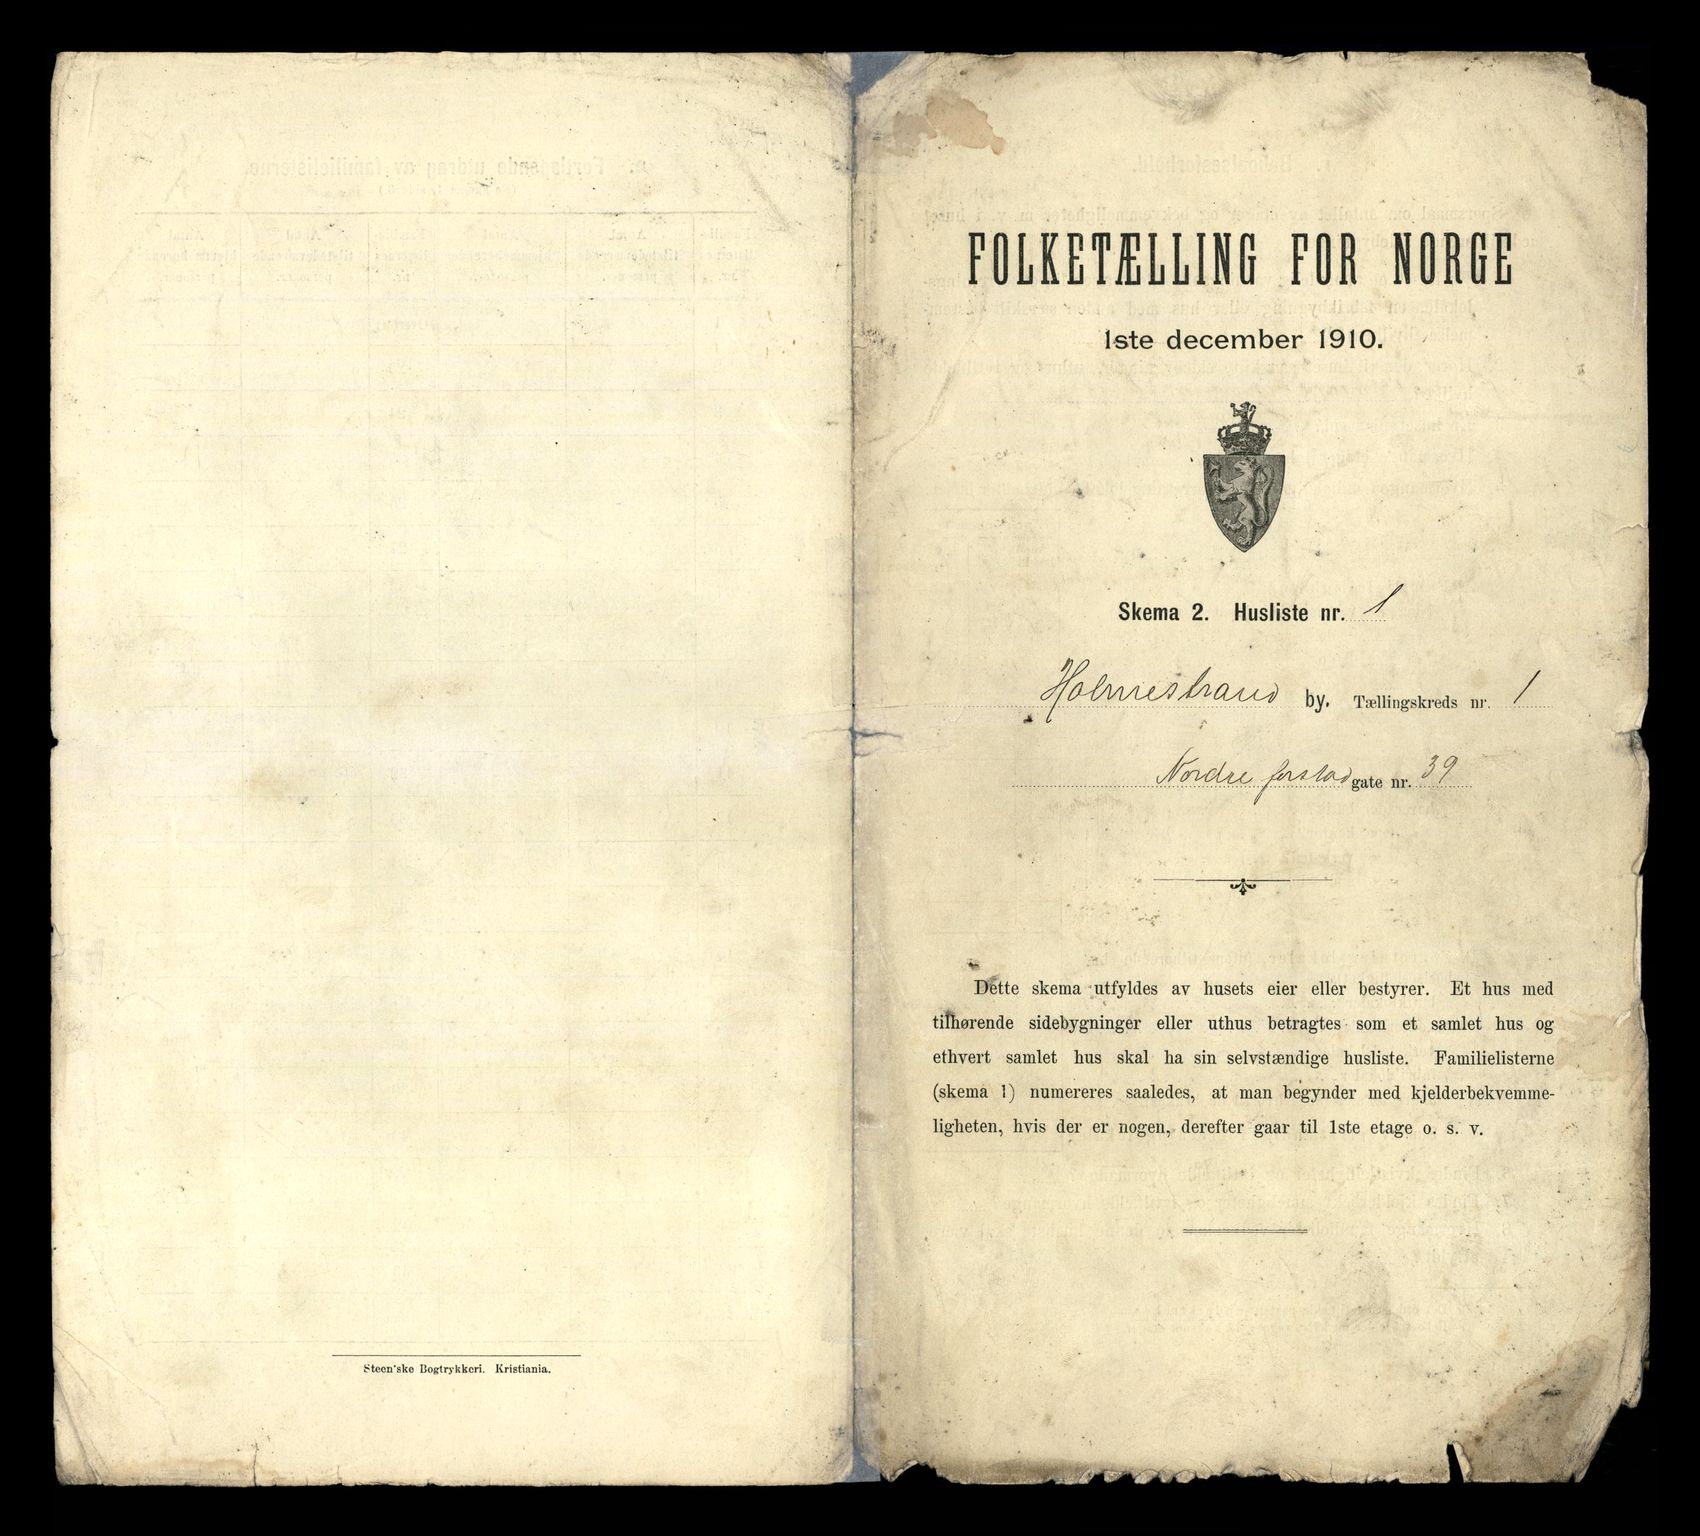 FOLKETÆLLING FOR NORGE
1ste december 1910.
Skema 2. Husliste nr. 1
Holmestrand by. Tællingskreds nr. 1
Nordre forstad gate nr. 39
Dette skema utfyldes av husets eier eller bestyrer. Et hus med
tilhørende sidebygninger eller uthus betragtes som et samlet hus og
ethvert samlet hus skal ha sin selvstændige husliste. Familielisterne
(skema 1) numereres saaledes, at man begynder med kjelderbekvemme-
ligheten, hvis der er nogen, derefter gaar til 1ste etage o. s. v.
Steen'ske Bogtrykkeri. Kristiania.